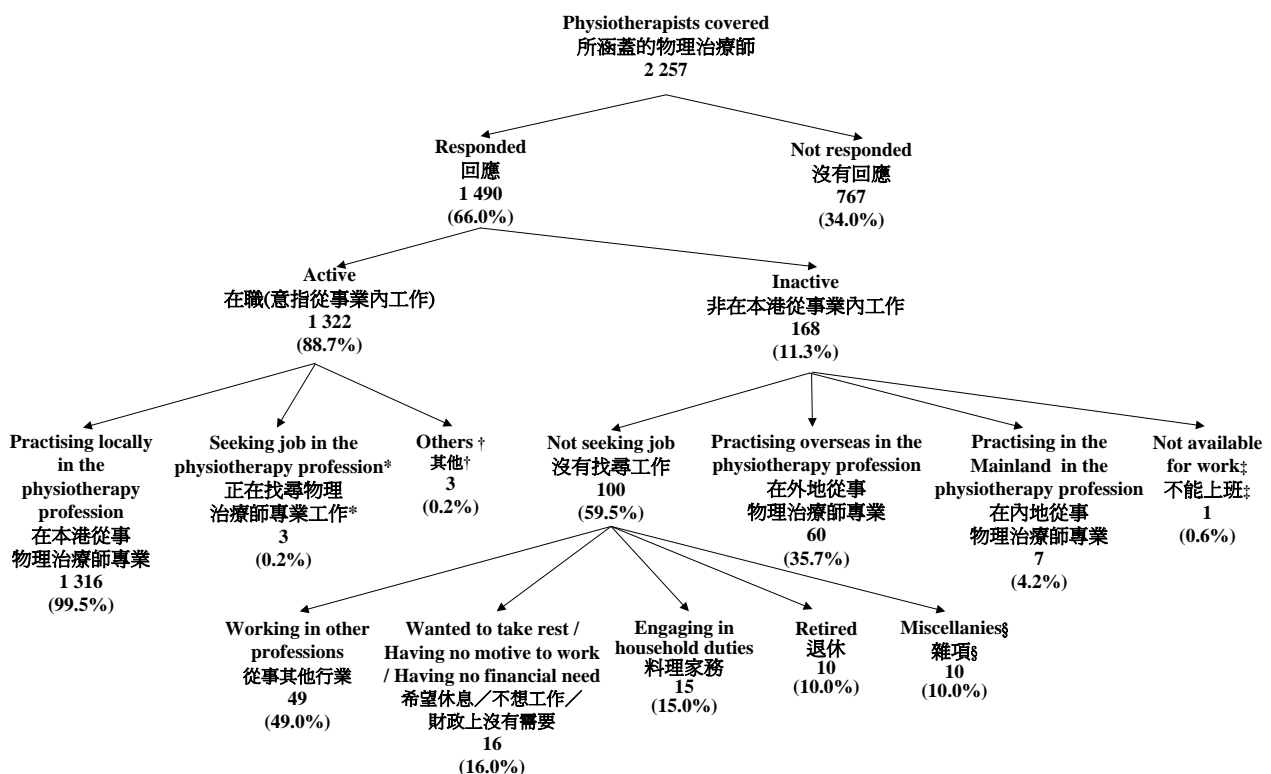 Physiotherapists covered
所涵蓋的物理治療師
2 257
Responded
回應
1 490
(66.0%)
Not responded
沒有回應
767
(34.0%)
Active
在職(意指從事業內工作)
1 322
(88.7%)
Inactive
非在本港從事業內工作
168
(11.3%)
Practising locally
in the
physiotherapy
profession
在本港從事
物理治療師專業
1 316
(99.5%)
Seeking job in the
physiotherapy profession*
正在找尋物理
治療師專業工作*
3
(0.2%)
Others †
其他†
3
(0.2%)
Not seeking job
沒有找尋工作
100
(59.5%)
Practising overseas in the
physiotherapy profession
在外地從事
物理治療師專業
60
(35.7%)
Practising in the
Mainland in the
physiotherapy profession
在內地從事
物理治療師專業
7
(4.2%)
Not available
for work‡
不能上班‡
1
(0.6%)
Working in other
professions
從事其他行業
49
(49.0%)
Wanted to take rest /
Having no motive to work
/ Having no financial need
希望休息／不想工作／
財政上沒有需要
16
(16.0%)
Engaging in
household duties
料理家務
15
(15.0%)
Retired
退休
10
(10.0%)
Miscellanies§
雜項§
10
(10.0%)